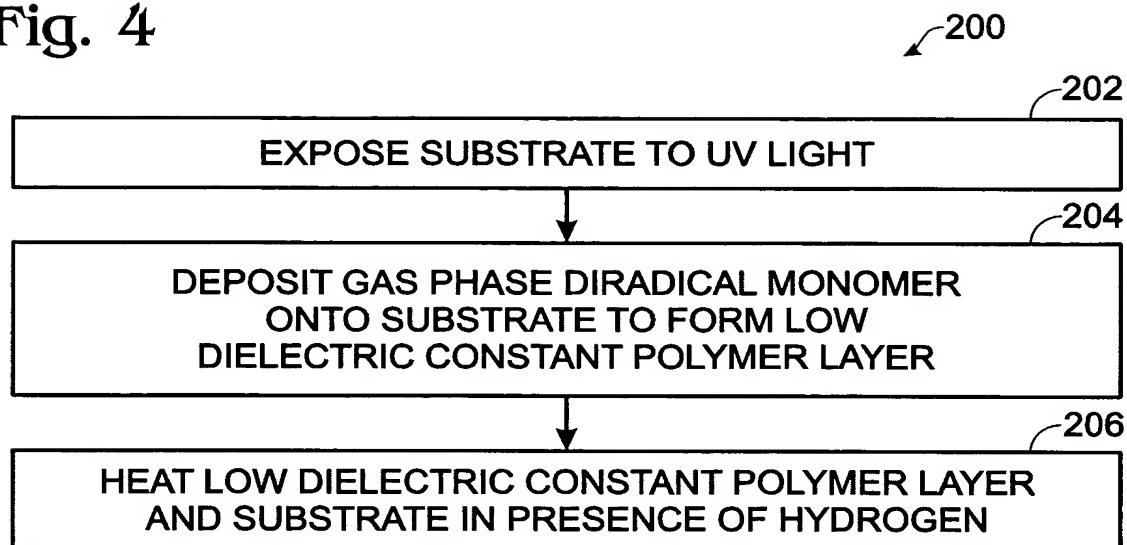 Fig. 4
200
202
EXPOSE SUBSTRATE TO UV LIGHT
204
DEPOSIT GAS PHASE DIRADICAL MONOMER
ONTO SUBSTRATE TO FORM LOW
DIELECTRIC CONSTANT POLYMER LAYER
206
HEAT LOW DIELECTRIC CONSTANT POLYMER LAYER
AND SUBSTRATE IN PRESENCE OF HYDROGEN